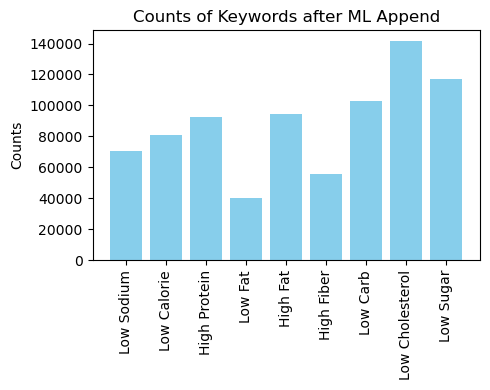 Counts of Keywords after ML Append
Counts
140000
120000
100000
80000
60000
40000
20000
0
Low Sodium
Low Calorie
High Protein
Low Fat
High Fat
High Fiber
Low Carb
Low Cholesterol
Low Sugar